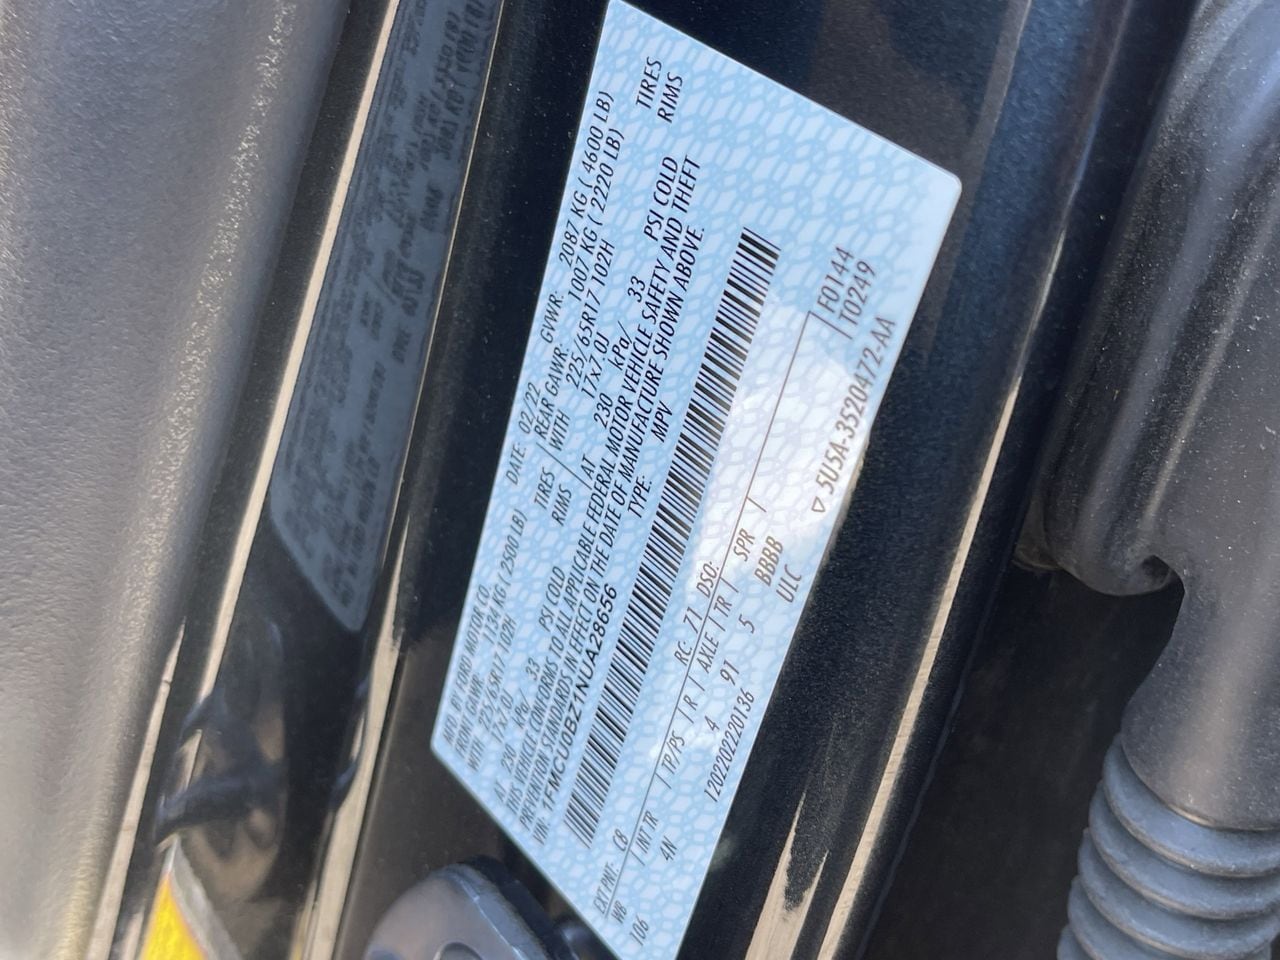 MFD. BY FORD MOTOR CO. DATE: 02/22 GVWR: 2087 KG ( 4600 LB)
FRONT GAWR: 1134 KG ( 2500 LB) REAR GAWR: 1007 KG ( 2220 LB)
WITH 225/65R17 102H TIRES WITH 225/65R17 102H TIRES
17x7.0J RIMS 17x7.0J RIMS
AT 230 kPa/ 33 PSI COLD AT 230 kPa/ 33 PSI COLD
THIS VEHICLE CONFORMS TO ALL APPLICABLE FEDERAL MOTOR VEHICLE SAFETY AND THEFT
PREVENTION STANDARDS IN EFFECT ON THE DATE OF MANUFACTURE SHOWN ABOVE.
VIN: 1FMCU0BZ1NUA28656 TYPE: MPV
EXT PNT: C8 RC: 71 DSO: F0144
WB INT TR TP/PS R AXLE TR SPR T0249
106 4N 4 91 5 BBBB
120220220136 ULC ▽ 5U5A-3520472-AA